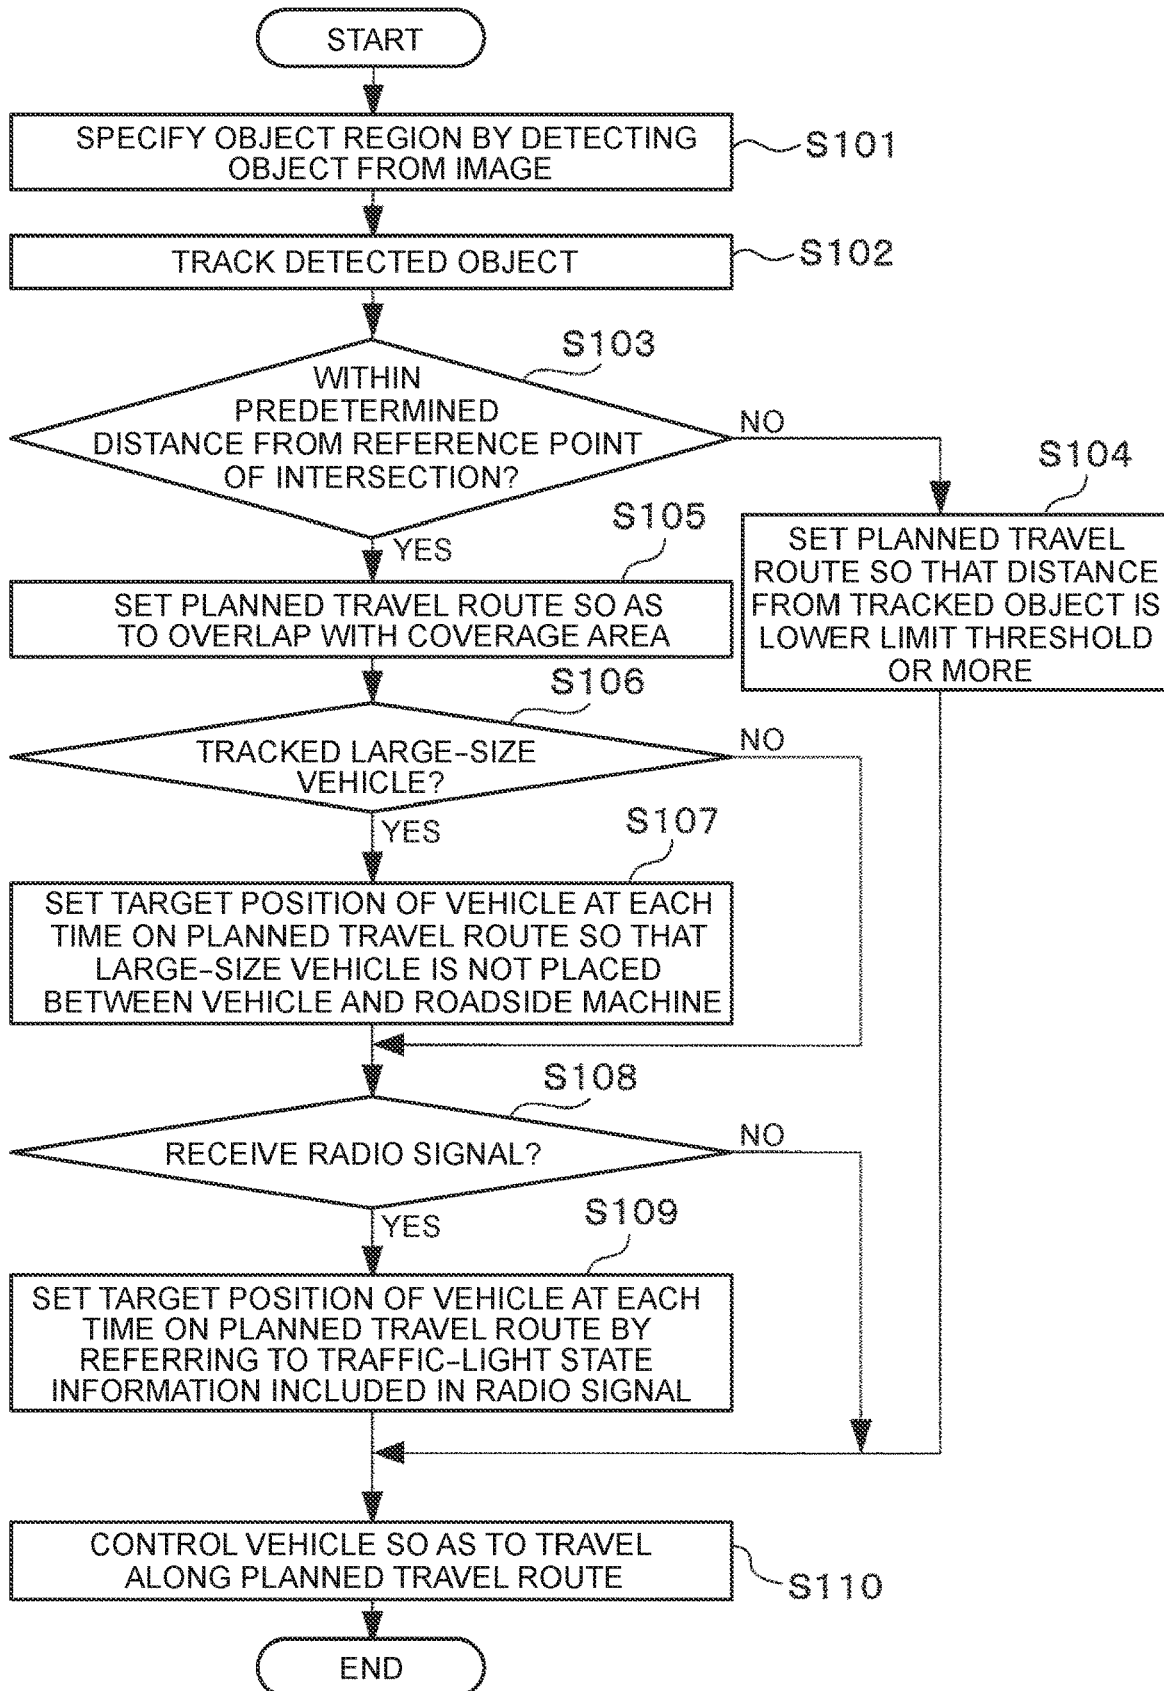 START
SPECIFY OBJECT REGION BY DETECTING
OBJECT FROM IMAGE
S101
TRACK DETECTED OBJECT
S102
S103
WITHIN
PREDETERMINED
DISTANCE FROM REFERENCE POINT
OF INTERSECTION?
NO
YES
S104
SET PLANNED TRAVEL
ROUTE SO THAT DISTANCE
FROM TRACKED OBJECT IS
LOWER LIMIT THRESHOLD
OR MORE
S105
SET PLANNED TRAVEL ROUTE SO AS
TO OVERLAP WITH COVERAGE AREA
S106
TRACKED LARGE-SIZE
VEHICLE?
NO
YES
S107
SET TARGET POSITION OF VEHICLE AT EACH
TIME ON PLANNED TRAVEL ROUTE SO THAT
LARGE-SIZE VEHICLE IS NOT PLACED
BETWEEN VEHICLE AND ROADSIDE MACHINE
S108
RECEIVE RADIO SIGNAL?
NO
YES
S109
SET TARGET POSITION OF VEHICLE AT EACH
TIME ON PLANNED TRAVEL ROUTE BY
REFERRING TO TRAFFIC-LIGHT STATE
INFORMATION INCLUDED IN RADIO SIGNAL
CONTROL VEHICLE SO AS TO TRAVEL
ALONG PLANNED TRAVEL ROUTE
S110
END